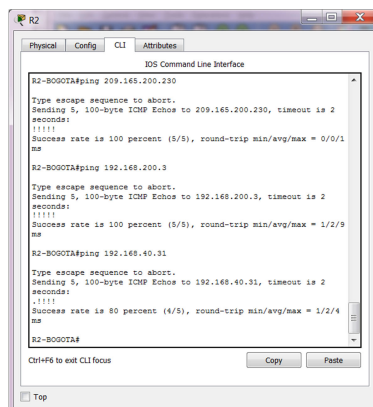 R2
Physical Config CLI Attributes
IOS Command Line Interface
R2-BOGOTA#ping 209.165.200.230
Type escape sequence to abort.
Sending 5, 100-byte ICMP Echos to 209.165.200.230, timeout is 2
seconds:
!!!!!
Success rate is 100 percent (5/5), round-trip min/avg/max = 0/0/1
ms
R2-BOGOTA#ping 192.168.200.3
Type escape sequence to abort.
Sending 5, 100-byte ICMP Echos to 192.168.200.3, timeout is 2
seconds:
!!!!!
Success rate is 100 percent (5/5), round-trip min/avg/max = 1/2/9
ms
R2-BOGOTA#ping 192.168.40.31
Type escape sequence to abort.
Sending 5, 100-byte ICMP Echos to 192.168.40.31, timeout is 2
seconds:
.!!!!
Success rate is 80 percent (4/5), round-trip min/avg/max = 1/2/4
ms
R2-BOGOTA#
Ctrl+F6 to exit CLI focus
Copy Paste
Top